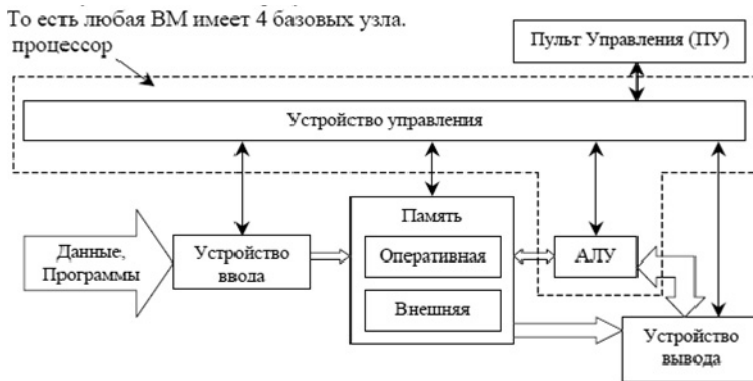 То есть любая ВМ имеет 4 базовых узла.
процессор
Пульт Управления (ПУ)
Устройство управления
Данные,
Программы
Устройство
ввода
Память
Оперативная
Внешняя
АЛУ
Устройство
вывода